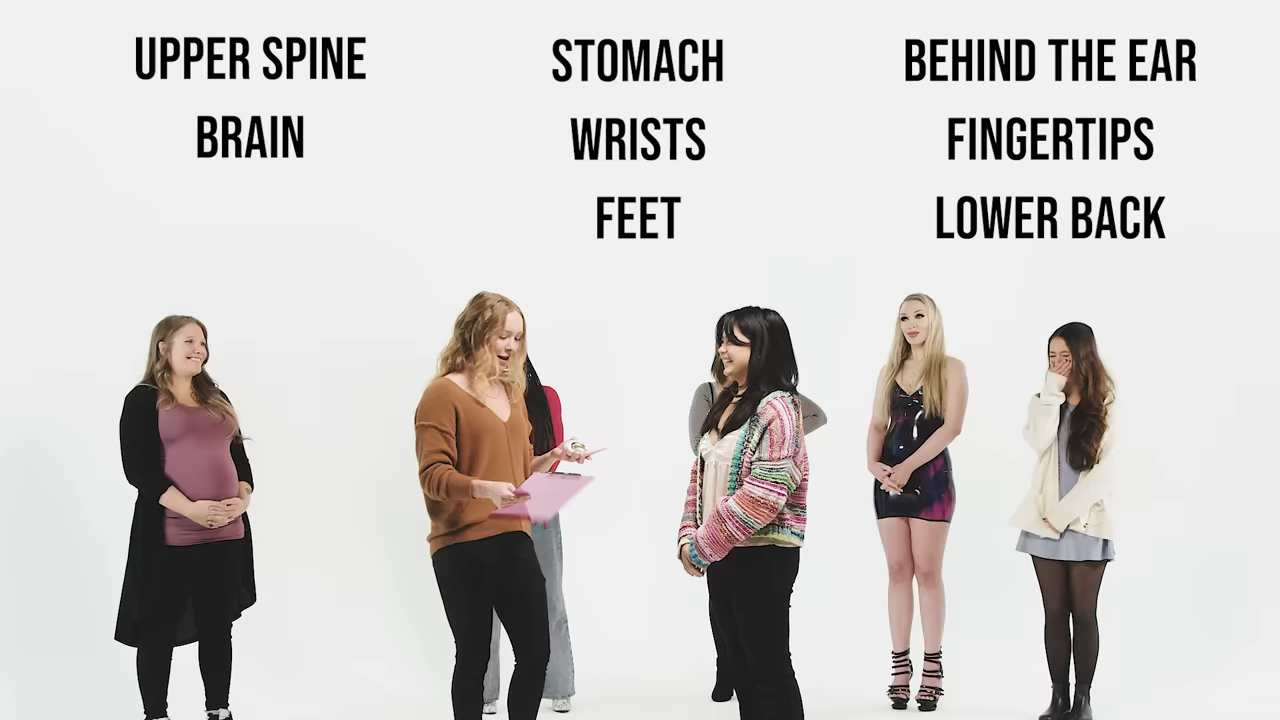 UPPER SPINE
BRAIN
STOMACH
WRISTS
FEET
BEHIND THE EAR
FINGERTIPS
LOWER BACK